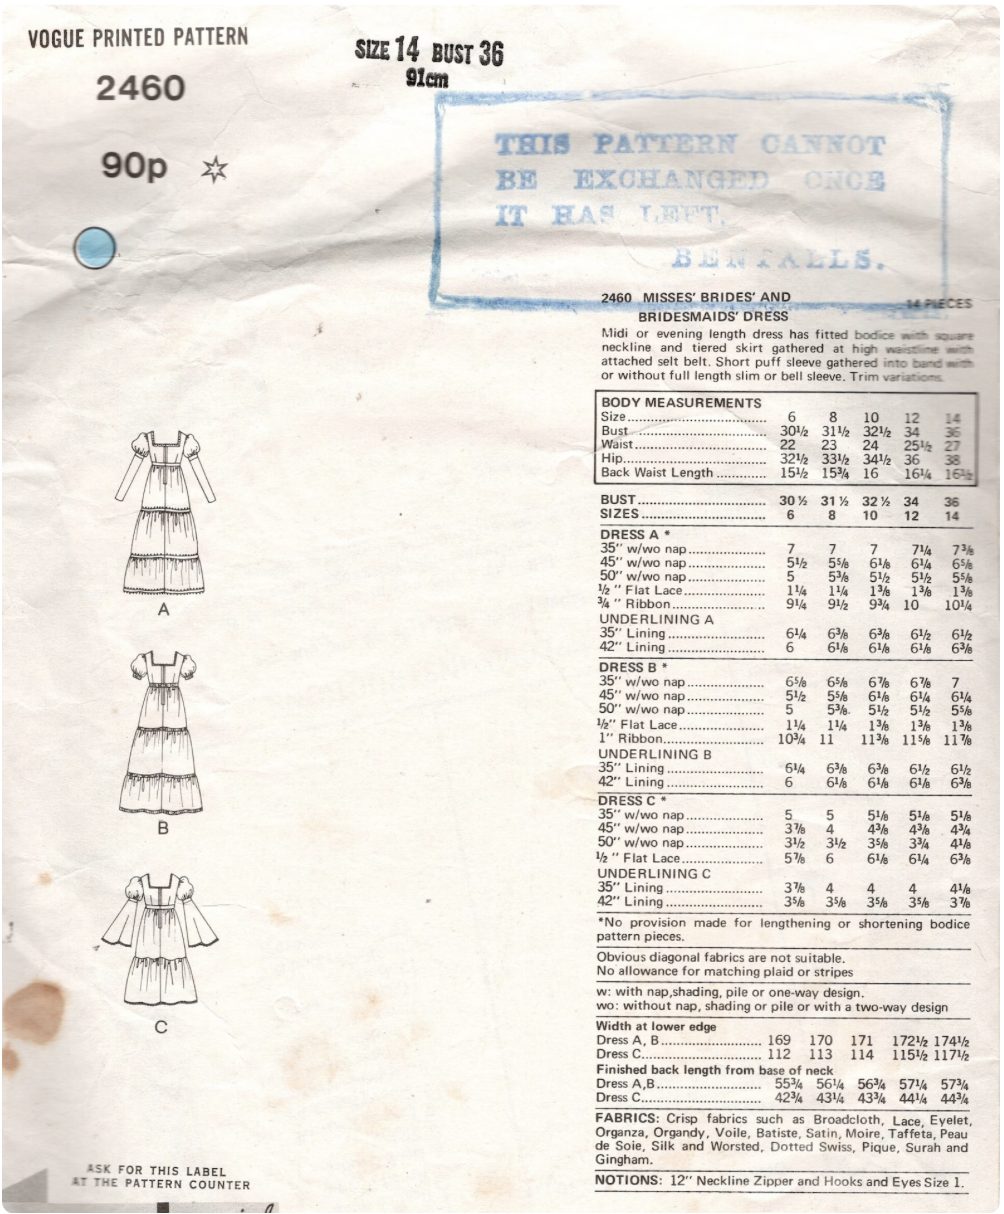 VOGUE PRINTED PATTERN
2460
90p
SIZE 14 BUST 36
91cm
THIS PATTERN CANNOT
BE EXCHANGED ONCE
IT HAS LEFT.
BENTALLS.
2460 MISSES' BRIDES' AND 14 PIECES
BRIDESMAIDS' DRESS
Midi or evening length dress has fitted bodice with square
neckline and tiered skirt gathered at high waistline with
attached selt belt. Short puff sleeve gathered into band with
or without full length slim or bell sleeve. Trim variations.
BODY MEASUREMENTS
Size 6 8 10 12 14
Bust 30½ 31½ 32½ 34 36
Waist 22 23 24 25½ 27
Hip 32½ 33½ 34½ 36 38
Back Waist Length 15½ 15¾ 16 16¼ 16½
BUST 30½ 31½ 32½ 34 36
SIZES 6 8 10 12 14
DRESS A *
35" w/wo nap 7 7 7 7¼ 7⅜
45" w/wo nap 5½ 5⅝ 6⅛ 6¼ 6⅝
50" w/wo nap 5 5⅜ 5½ 5½ 5⅝
½" Flat Lace 1¼ 1¼ 1⅜ 1⅜ 1⅜
¾" Ribbon 9¼ 9½ 9¾ 10 10¼
UNDERLINING A
35" Lining 6¼ 6⅜ 6⅜ 6½ 6½
42" Lining 6 6⅛ 6⅛ 6⅛ 6⅜
DRESS B *
35" w/wo nap 6⅝ 6⅝ 6⅞ 6⅞ 7
45" w/wo nap 5½ 5⅝ 6⅛ 6¼ 6¼
50" w/wo nap 5 5⅜ 5½ 5½ 5⅝
½" Flat Lace 1¼ 1¼ 1⅜ 1⅜ 1⅜
1" Ribbon 10¾ 11 11⅜ 11⅝ 11⅞
UNDERLINING B
35" Lining 6¼ 6⅜ 6⅜ 6½ 6½
42" Lining 6 6⅛ 6⅛ 6⅛ 6⅜
DRESS C *
35" w/wo nap 5 5 5⅛ 5⅛ 5⅛
45" w/wo nap 3⅞ 4 4⅜ 4⅜ 4¾
50" w/wo nap 3½ 3½ 3⅝ 3¾ 4⅛
½" Flat Lace 5⅞ 6 6⅛ 6¼ 6⅜
UNDERLINING C
35" Lining 3⅞ 4 4 4 4⅛
42" Lining 3⅝ 3⅝ 3⅝ 3⅝ 3⅞
*No provision made for lengthening or shortening bodice
pattern pieces.
Obvious diagonal fabrics are not suitable.
No allowance for matching plaid or stripes
w: with nap,shading, pile or one-way design.
wo: without nap, shading or pile or with a two-way design
Width at lower edge
Dress A, B 169 170 171 172½ 174½
Dress C 112 113 114 115½ 117½
Finished back length from base of neck
Dress A,B 55¾ 56¼ 56¾ 57¼ 57¾
Dress C 42¾ 43¼ 43¾ 44¼ 44¾
FABRICS: Crisp fabrics such as Broadcloth, Lace, Eyelet,
Organza, Organdy, Voile, Batiste, Satin, Moire, Taffeta, Peau
de Soie, Silk and Worsted, Dotted Swiss, Pique, Surah and
Gingham.
NOTIONS: 12" Neckline Zipper and Hooks and Eyes Size 1.
A
B
C
ASK FOR THIS LABEL
AT THE PATTERN COUNTER